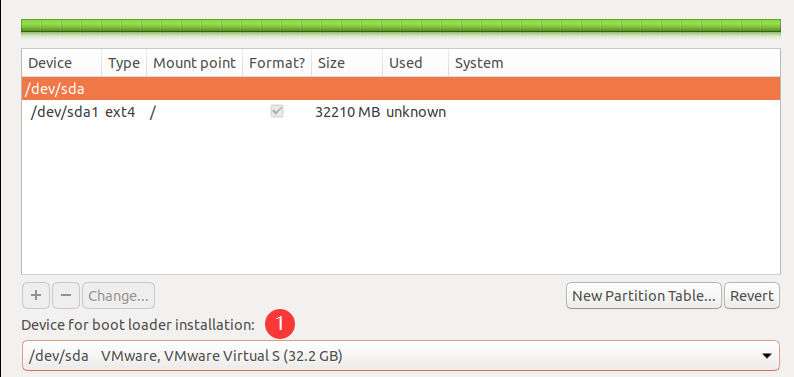 Device Type Mount point Format? Size Used System
/dev/sda
/dev/sda1 ext4 / 32210 MB unknown
+ − Change... New Partition Table... Revert
Device for boot loader installation: 1
/dev/sda VMware, VMware Virtual S (32.2 GB)